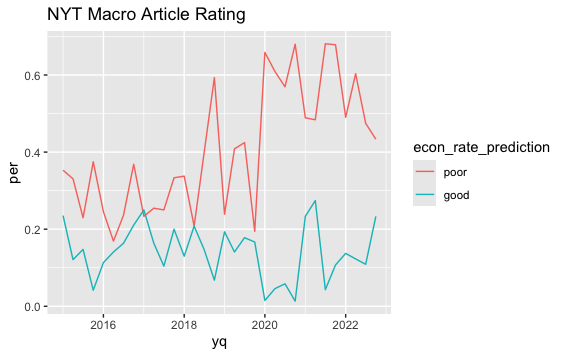 NYT Macro Article Rating
per
0.6
0.4
0.2
0.0
2016
2018
2020
2022
yq
econ_rate_prediction
poor
good